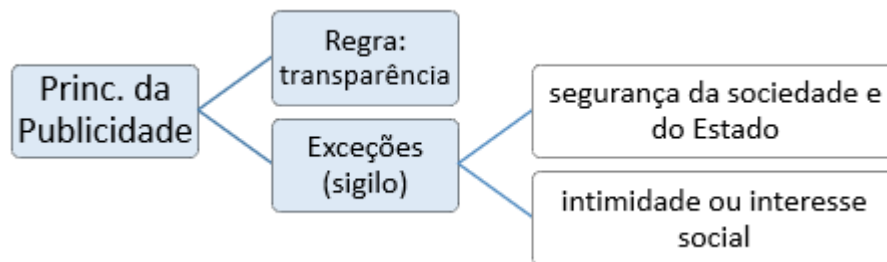 Princ. da
Publicidade
Regra:
transparência
Exceções
(sigilo)
segurança da sociedade e
do Estado
intimidade ou interesse
social